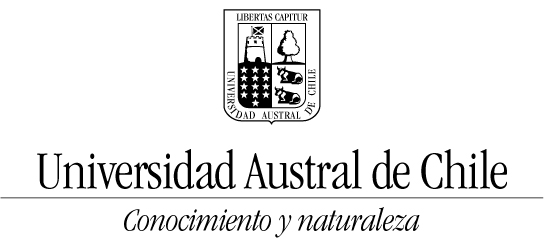 LIBERTAS CAPITUR
UNIVERSIDAD AUSTRAL DE CHILE
Universidad Austral de Chile
Conocimiento y naturaleza